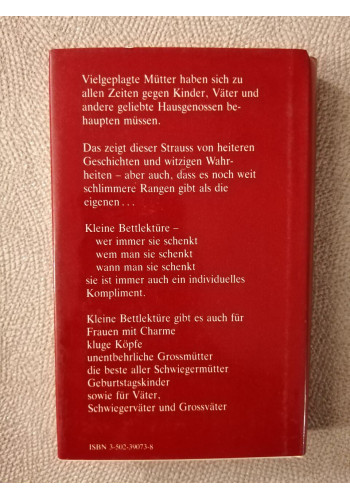 Vielgeplagte Mütter haben sich zu
allen Zeiten gegen Kinder, Väter und
andere geliebte Hausgenossen be-
haupten müssen.
Das zeigt dieser Strauss von heiteren
Geschichten und witzigen Wahr-
heiten – aber auch, dass es noch weit
schlimmere Rangen gibt als die
eigenen . . .
Kleine Bettlektüre –
wer immer sie schenkt
wem man sie schenkt
wann man sie schenkt
sie ist immer auch ein individuelles
Kompliment.
Kleine Bettlektüre gibt es auch für
Frauen mit Charme
kluge Köpfe
unentbehrliche Grossmütter
die beste aller Schwiegermütter
Geburtstagskinder
sowie für Väter,
Schwiegerväter und Grossväter
ISBN 3-502-39073-8